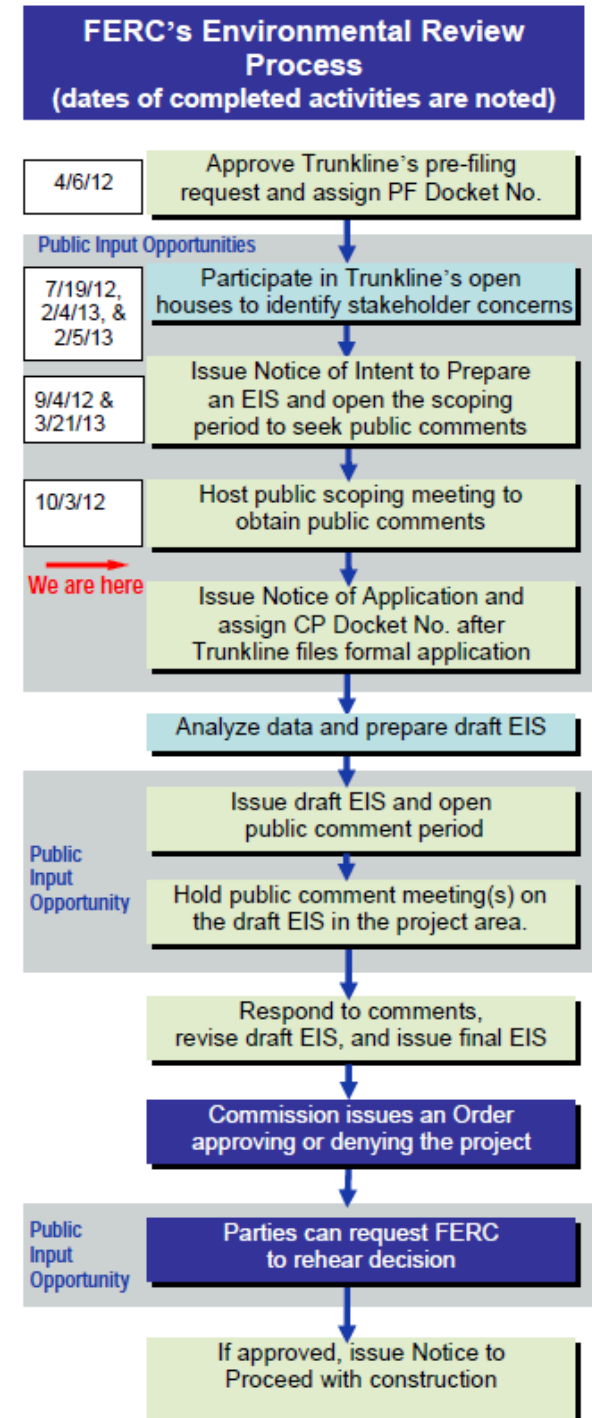 FERC's Environmental Review
Process
(dates of completed activities are noted)
4/6/12
Approve Trunkline's pre-filing
request and assign PF Docket No.
Public Input Opportunities
7/19/12,
2/4/13, &
2/5/13
Participate in Trunkline's open
houses to identify stakeholder concerns
9/4/12 &
3/21/13
Issue Notice of Intent to Prepare
an EIS and open the scoping
period to seek public comments
10/3/12
Host public scoping meeting to
obtain public comments
We are here
Issue Notice of Application and
assign CP Docket No. after
Trunkline files formal application
Analyze data and prepare draft EIS
Public
Input
Opportunity
Issue draft EIS and open
public comment period
Hold public comment meeting(s) on
the draft EIS in the project area.
Respond to comments,
revise draft EIS, and issue final EIS
Commission issues an Order
approving or denying the project
Public
Input
Opportunity
Parties can request FERC
to rehear decision
If approved, issue Notice to
Proceed with construction